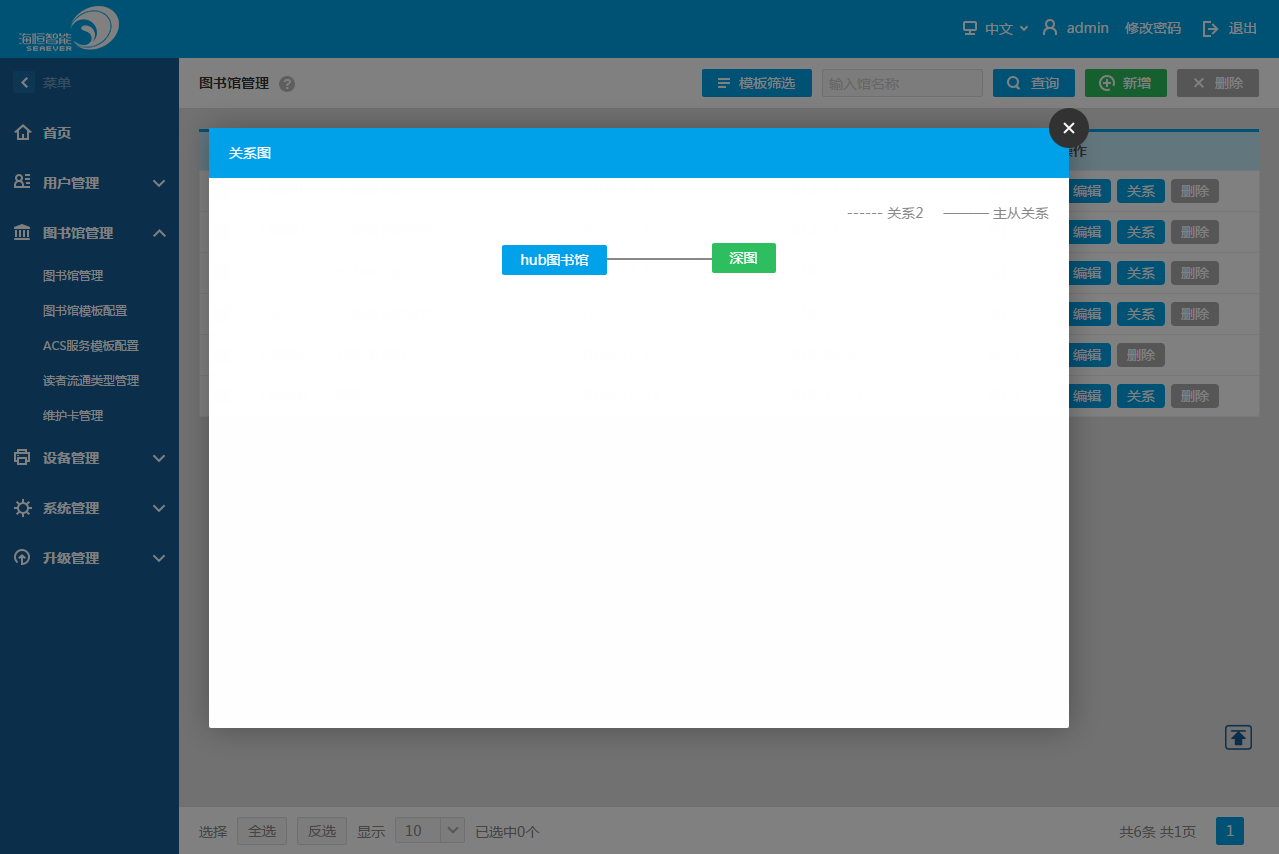 海恒智能
SEAEVER
中文
admin
修改密码
退出
菜单
首页
用户管理
图书馆管理
图书馆管理
图书馆模板配置
ACS服务模板配置
读者流通类型管理
维护卡管理
设备管理
系统管理
升级管理
图书馆管理 ?
模板筛选
输入馆名称
查询
新增
删除
关系图
------ 关系2
——— 主从关系
hub图书馆
深图
编辑 关系 删除
编辑 关系 删除
编辑 关系 删除
编辑 关系 删除
编辑 删除
编辑 关系 删除
选择 全选 反选 显示 10 已选中0个
共6条 共1页 1